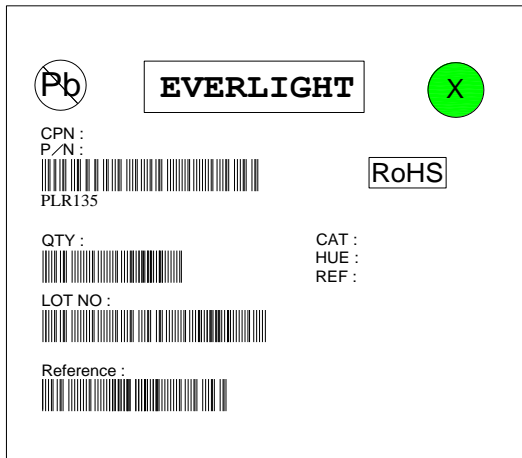 Pb
EVERLIGHT
X
CPN :
P/N :
RoHS
PLR135
QTY :
CAT :
HUE :
REF :
LOT NO :
Reference :